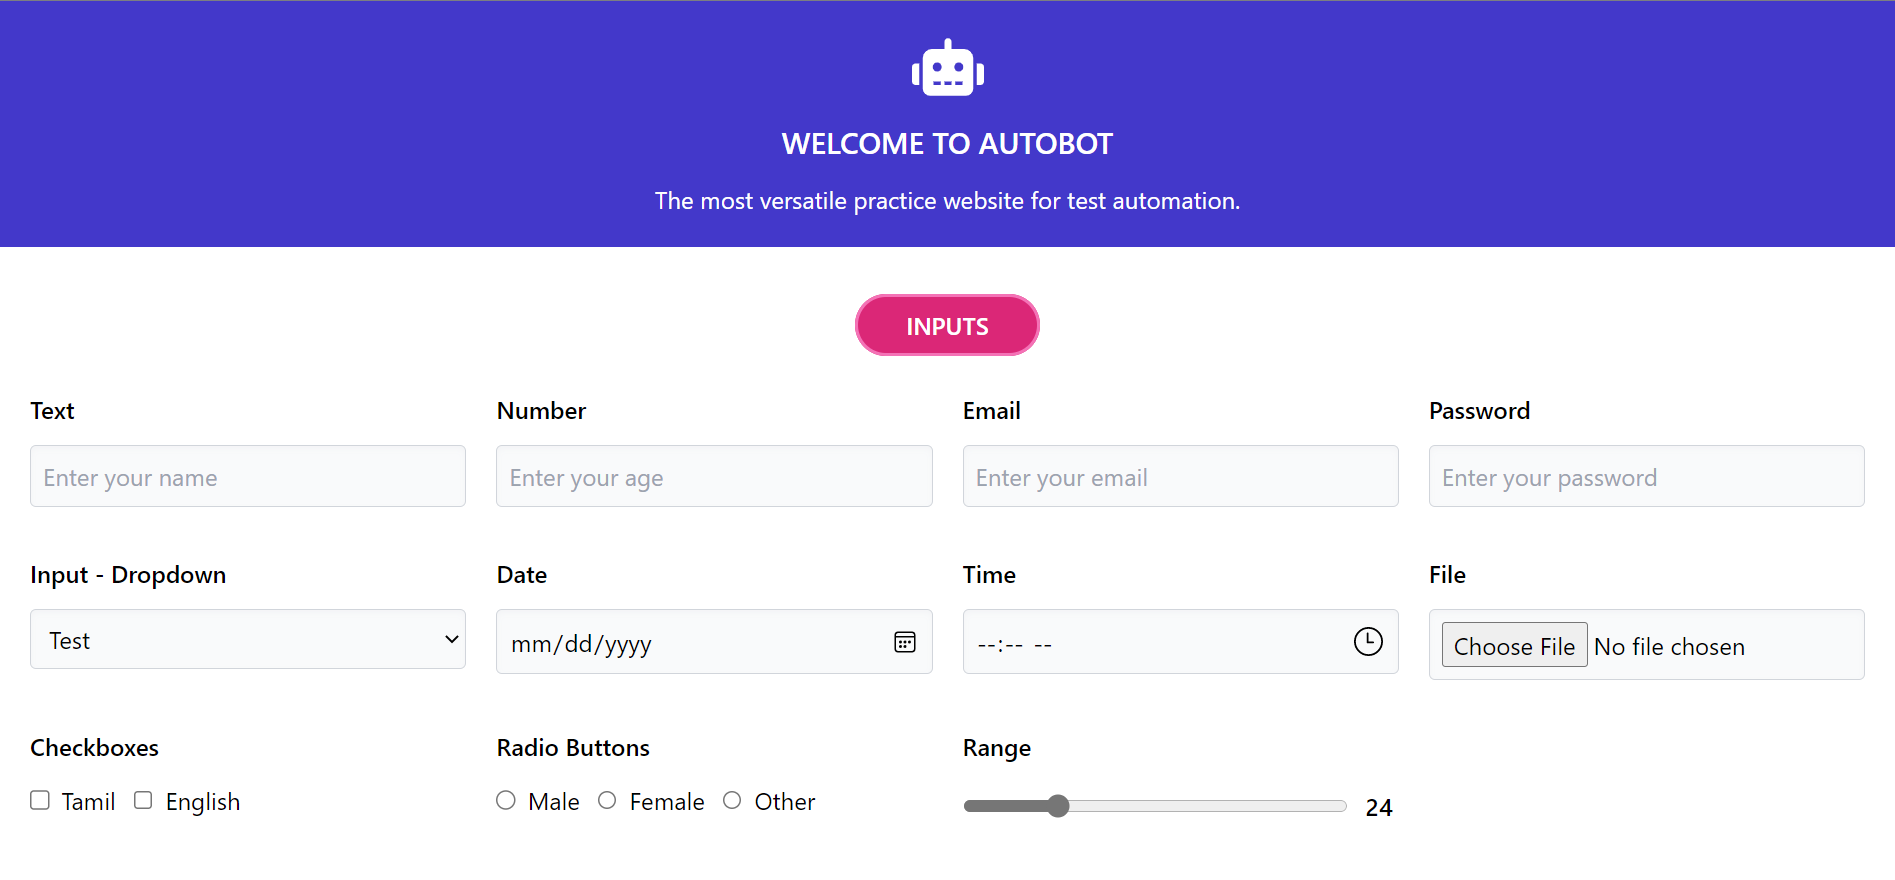 WELCOME TO AUTOBOT
The most versatile practice website for test automation.
INPUTS
Text Number Email Password
Enter your name Enter your age Enter your email Enter your password
Input - Dropdown Date Time File
Test mm/dd/yyyy --:-- -- Choose File No file chosen
Checkboxes Radio Buttons Range
Tamil English Male Female Other 24